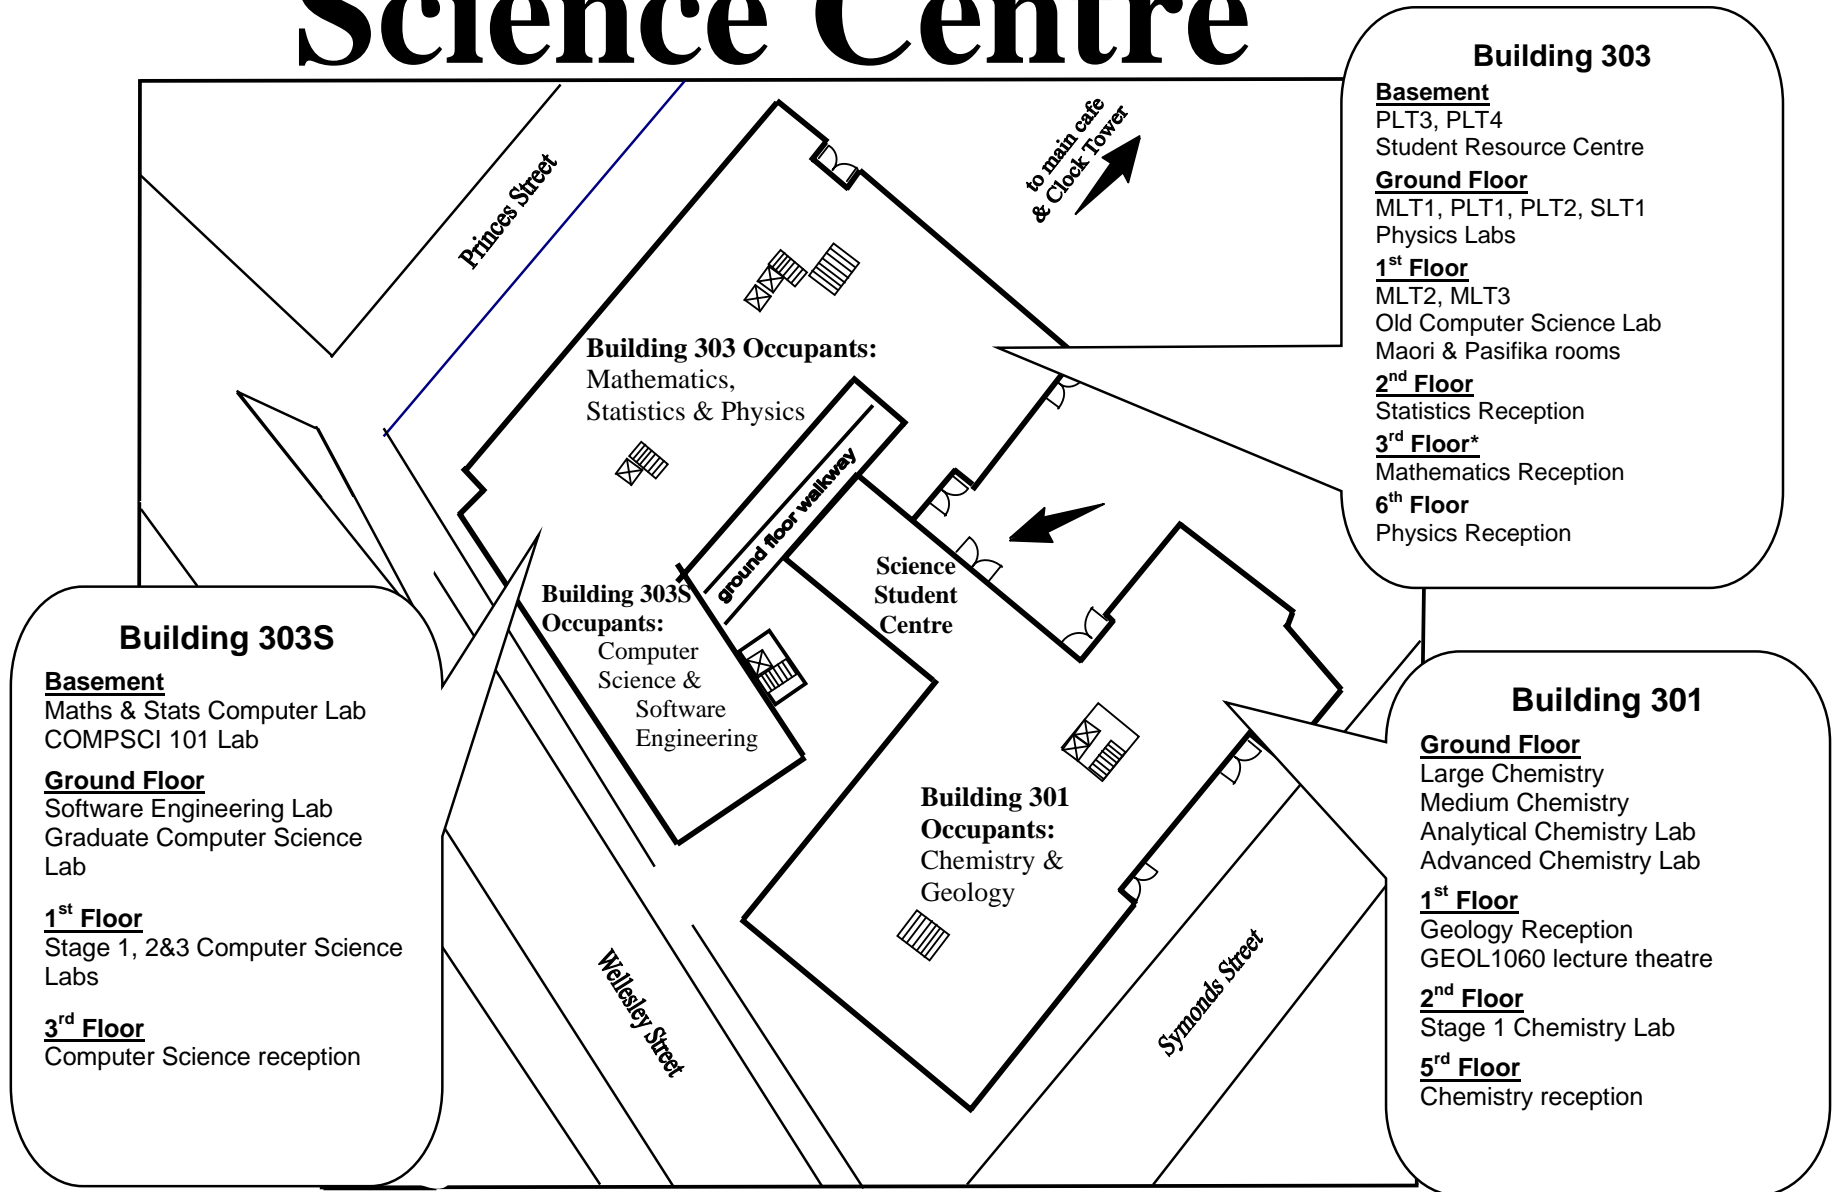 Science Centre
Building 303
Basement
PLT3, PLT4
Student Resource Centre
Ground Floor
MLT1, PLT1, PLT2, SLT1
Physics Labs
1st Floor
MLT2, MLT3
Old Computer Science Lab
Maori & Pasifika rooms
2nd Floor
Statistics Reception
3rd Floor*
Mathematics Reception
6th Floor
Physics Reception
to main cafe
& Clock Tower
Princes Street
Building 303 Occupants:
Mathematics,
Statistics & Physics
ground floor walkway
Science
Student
Centre
Building 303S
Occupants:
Computer
Science &
Software
Engineering
Building 303S
Basement
Maths & Stats Computer Lab
COMPSCI 101 Lab
Ground Floor
Software Engineering Lab
Graduate Computer Science
Lab
1st Floor
Stage 1, 2&3 Computer Science
Labs
3rd Floor
Computer Science reception
Building 301
Occupants:
Chemistry &
Geology
Wellesley Street
Symonds Street
Building 301
Ground Floor
Large Chemistry
Medium Chemistry
Analytical Chemistry Lab
Advanced Chemistry Lab
1st Floor
Geology Reception
GEOL1060 lecture theatre
2nd Floor
Stage 1 Chemistry Lab
5rd Floor
Chemistry reception